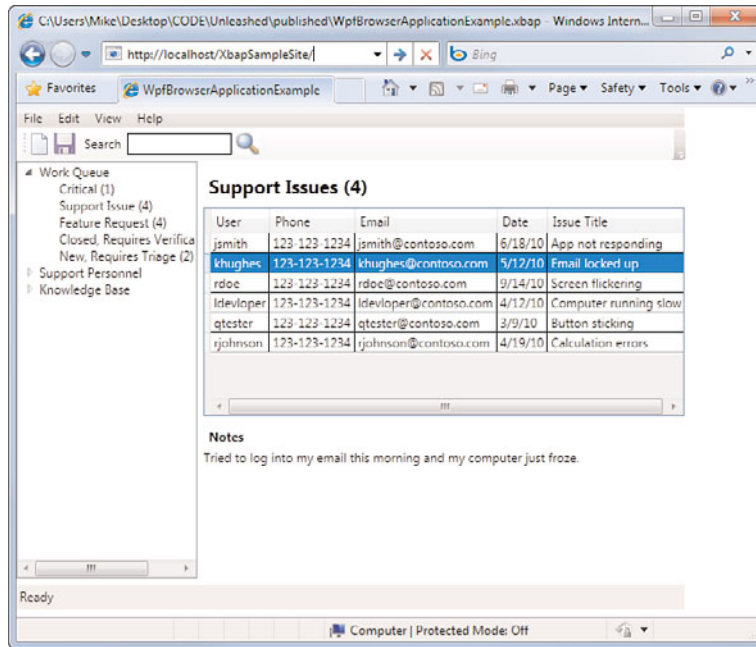 C:\Users\Mike\Desktop\CODE\Unleashed\published\WpfBrowserApplicationExample.xbap - Windows Intern...
http://localhost/XbapSampleSite/
Bing
Favorites WpfBrowserApplicationExample Page Safety Tools
File Edit View Help
Search
Work Queue
Critical (1)
Support Issue (4)
Feature Request (4)
Closed, Requires Verifica
New, Requires Triage (2)
Support Personnel
Knowledge Base
Support Issues (4)
User Phone Email Date Issue Title
jsmith 123-123-1234 jsmith@contoso.com 6/18/10 App not responding
khughes 123-123-1234 khughes@contoso.com 5/12/10 Email locked up
rdoe 123-123-1234 rdoe@contoso.com 9/14/10 Screen flickering
ldevloper 123-123-1234 ldevloper@contoso.com 4/12/10 Computer running slow
qtester 123-123-1234 qtester@contoso.com 3/9/10 Button sticking
rjohnson 123-123-1234 rjohnson@contoso.com 4/19/10 Calculation errors
Notes
Tried to log into my email this morning and my computer just froze.
Ready
Computer | Protected Mode: Off